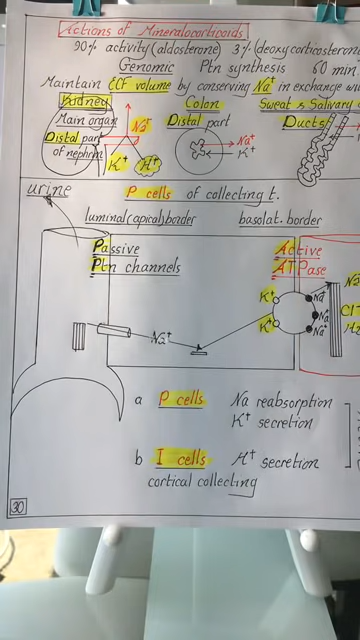 Actions of Mineralocorticoids
90% activity (aldosterone) 3% (deoxycorticosterone
Genomic Ptn synthesis 60 min
Maintain ECF volume by conserving Na+ in exchange
Kidney
Main organ
Distal part
of nephron
Na+
K+ H+
Colon
Distal part
Na+
K+
Sweat & Salivary
Ducts
urine
P cells of collecting t.
luminal (apical) border basolat. border
Passive
Ptn channels
Active
ATPase
K+
K+
Na+
Na+
Na+
Na+
Na
Cl-
a P cells Na reabsorption
K+ secretion
b I cells H+ secretion
cortical collecting
30